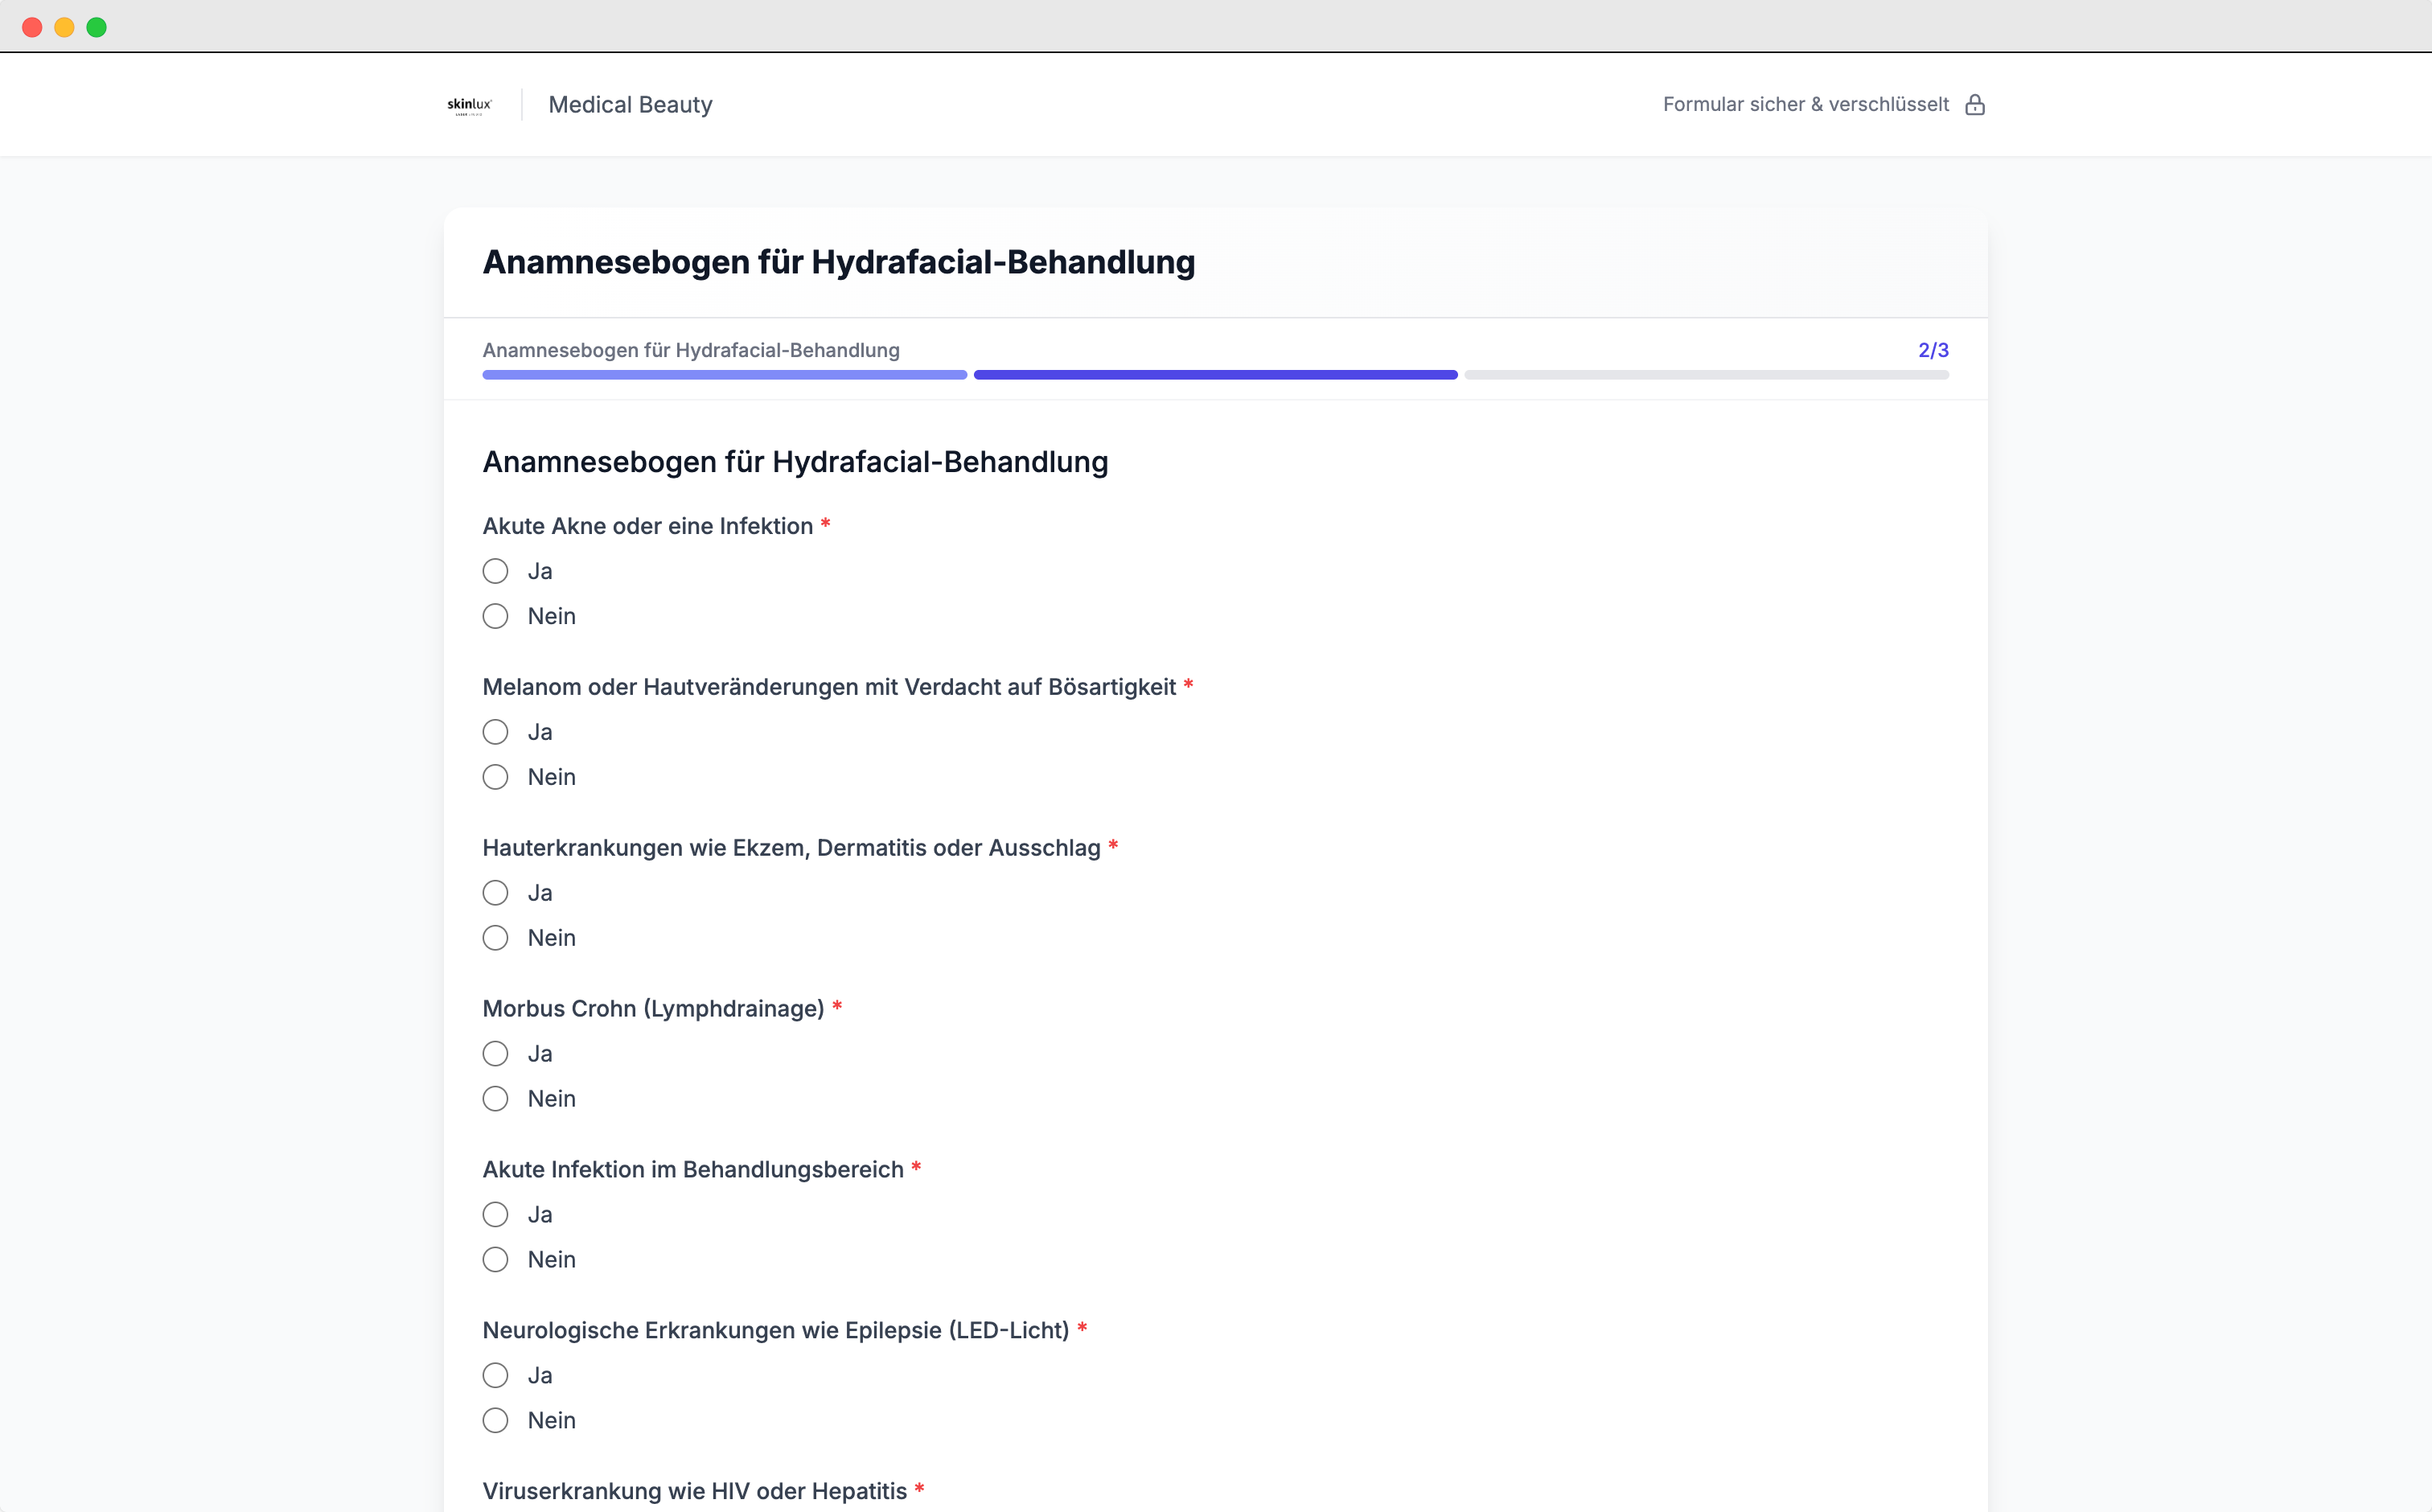 skinlux
Medical Beauty
Formular sicher & verschlüsselt
Anamnesebogen für Hydrafacial-Behandlung
Anamnesebogen für Hydrafacial-Behandlung
2/3
Anamnesebogen für Hydrafacial-Behandlung
Akute Akne oder eine Infektion *
Ja
Nein
Melanom oder Hautveränderungen mit Verdacht auf Bösartigkeit *
Ja
Nein
Hauterkrankungen wie Ekzem, Dermatitis oder Ausschlag *
Ja
Nein
Morbus Crohn (Lymphdrainage) *
Ja
Nein
Akute Infektion im Behandlungsbereich *
Ja
Nein
Neurologische Erkrankungen wie Epilepsie (LED-Licht) *
Ja
Nein
Viruserkrankung wie HIV oder Hepatitis *